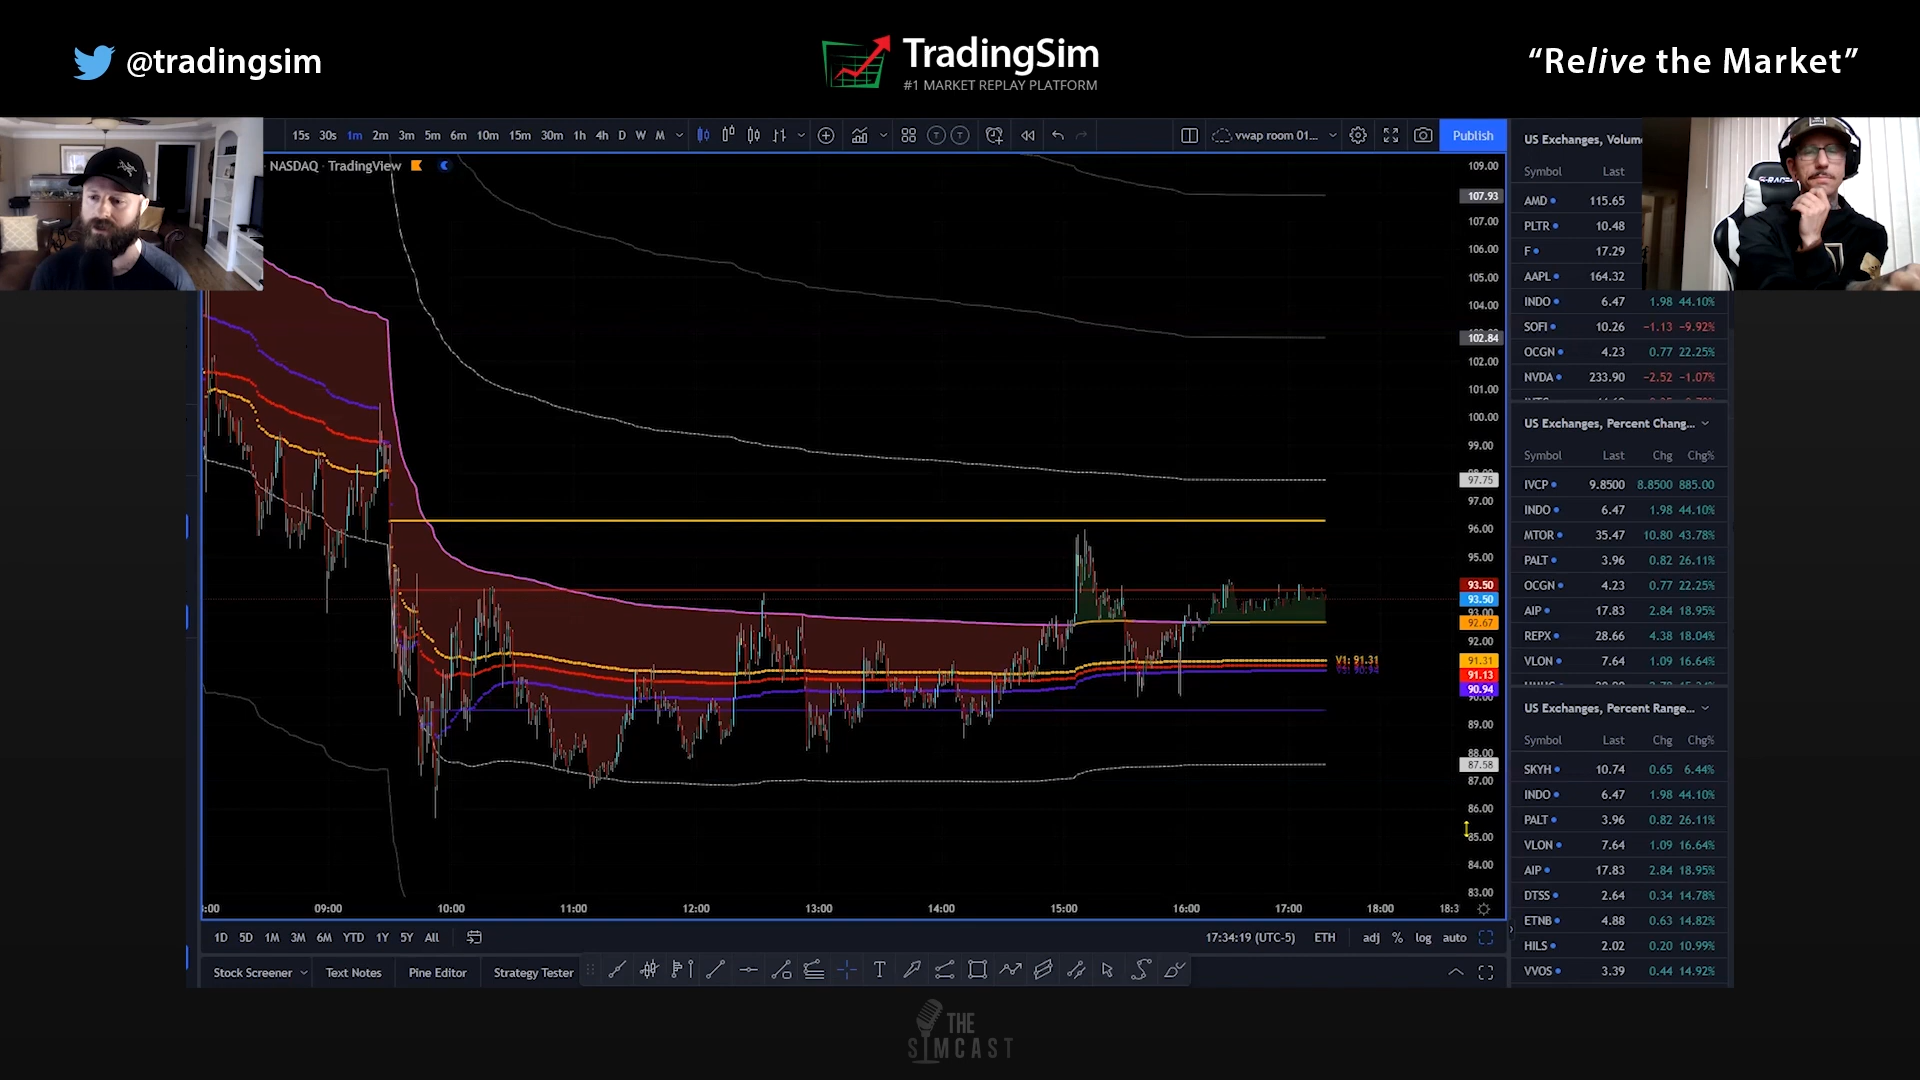 @tradingsim
TradingSim
#1 MARKET REPLAY PLATFORM
“Relive the Market”
15s 30s 1m 2m 3m 5m 6m 10m 15m 30m 1h 4h D W M
vwap room 01...
Publish
NASDAQ · TradingView
109.00
107.93
107.00
106.00
105.00
104.00
102.84
102.00
101.00
100.00
99.00
97.75
97.00
96.00
95.00
93.50
93.50
93.00
92.67
92.00
V1: 91.31
91.31
91.13
90.94
90.00
89.00
88.00
87.58
87.00
86.00
85.00
84.00
83.00
:00 09:00 10:00 11:00 12:00 13:00 14:00 15:00 16:00 17:00 18:00 18:3
1D 5D 1M 3M 6M YTD 1Y 5Y All
17:34:19 (UTC-5) ETH adj % log auto
Stock Screener Text Notes Pine Editor Strategy Tester
T
US Exchanges, Volum
Symbol Last
AMD 115.65
PLTR 10.48
F 17.29
AAPL 164.32
INDO 6.47 1.98 44.10%
SOFI 10.26 −1.13 −9.92%
OCGN 4.23 0.77 22.25%
NVDA 233.90 −2.52 −1.07%
US Exchanges, Percent Chang...
Symbol Last Chg Chg%
IVCP 9.8500 8.8500 885.00
INDO 6.47 1.98 44.10%
MTOR 35.47 10.80 43.78%
PALT 3.96 0.82 26.11%
OCGN 4.23 0.77 22.25%
AIP 17.83 2.84 18.95%
REPX 28.66 4.38 18.04%
VLON 7.64 1.09 16.64%
US Exchanges, Percent Range...
Symbol Last Chg Chg%
SKYH 10.74 0.65 6.44%
INDO 6.47 1.98 44.10%
PALT 3.96 0.82 26.11%
VLON 7.64 1.09 16.64%
AIP 17.83 2.84 18.95%
DTSS 2.64 0.34 14.78%
ETNB 4.88 0.63 14.82%
HILS 2.02 0.20 10.99%
VVOS 3.39 0.44 14.92%
THE
SIMCAST